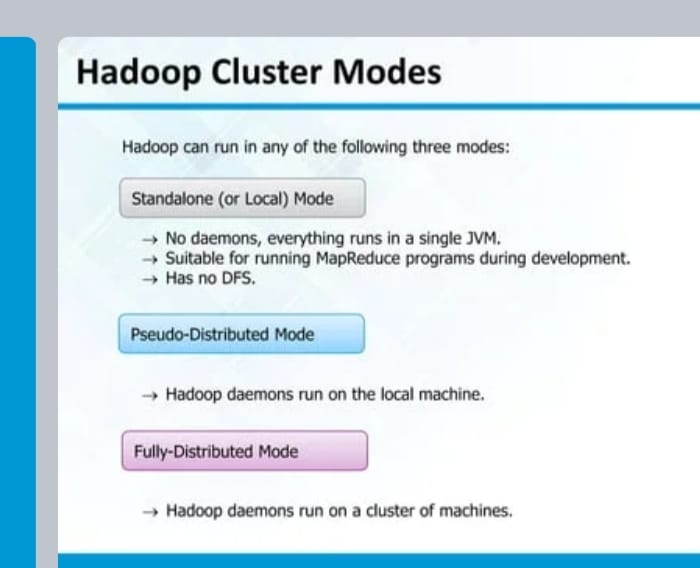 Hadoop Cluster Modes
Hadoop can run in any of the following three modes:
Standalone (or Local) Mode
→ No daemons, everything runs in a single JVM.
→ Suitable for running MapReduce programs during development.
→ Has no DFS.
Pseudo-Distributed Mode
→ Hadoop daemons run on the local machine.
Fully-Distributed Mode
→ Hadoop daemons run on a cluster of machines.